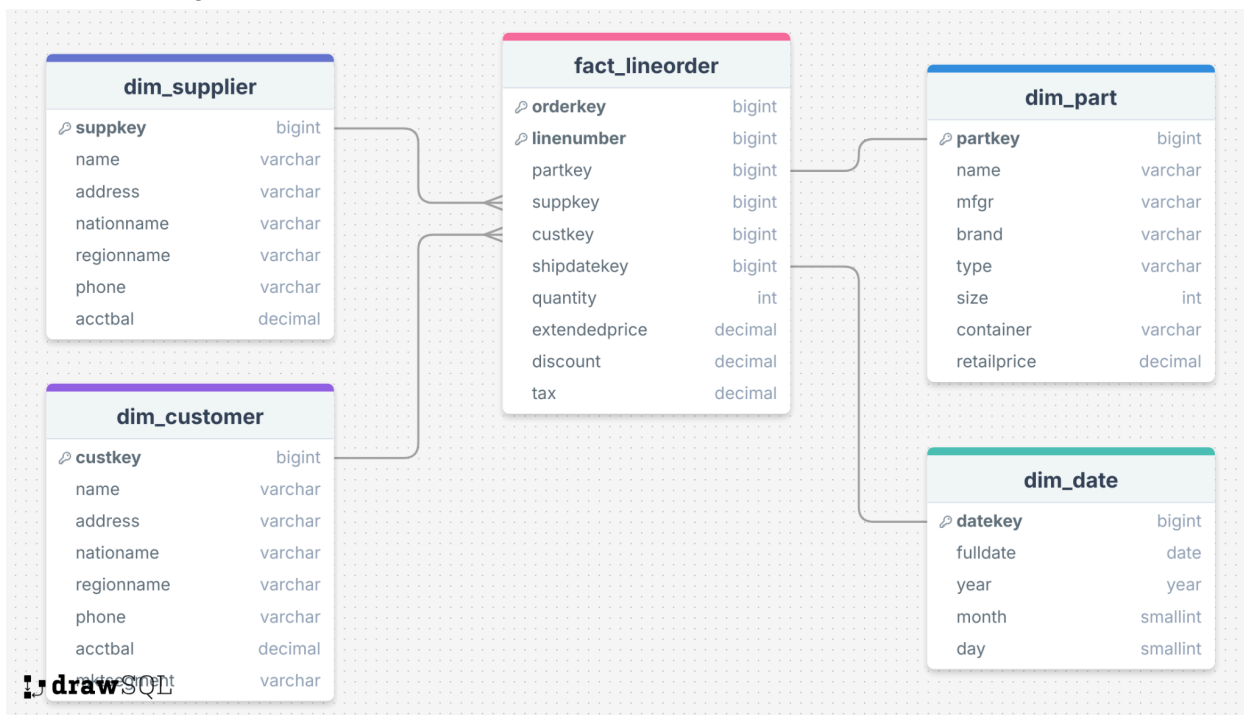 dim_supplier
suppkey bigint
name varchar
address varchar
nationname varchar
regionname varchar
phone varchar
acctbal decimal
dim_customer
custkey bigint
name varchar
address varchar
nationame varchar
regionname varchar
phone varchar
acctbal decimal
mktsegment varchar
drawSQL
fact_lineorder
orderkey bigint
linenumber bigint
partkey bigint
suppkey bigint
custkey bigint
shipdatekey bigint
quantity int
extendedprice decimal
discount decimal
tax decimal
dim_part
partkey bigint
name varchar
mfgr varchar
brand varchar
type varchar
size int
container varchar
retailprice decimal
dim_date
datekey bigint
fulldate date
year year
month smallint
day smallint